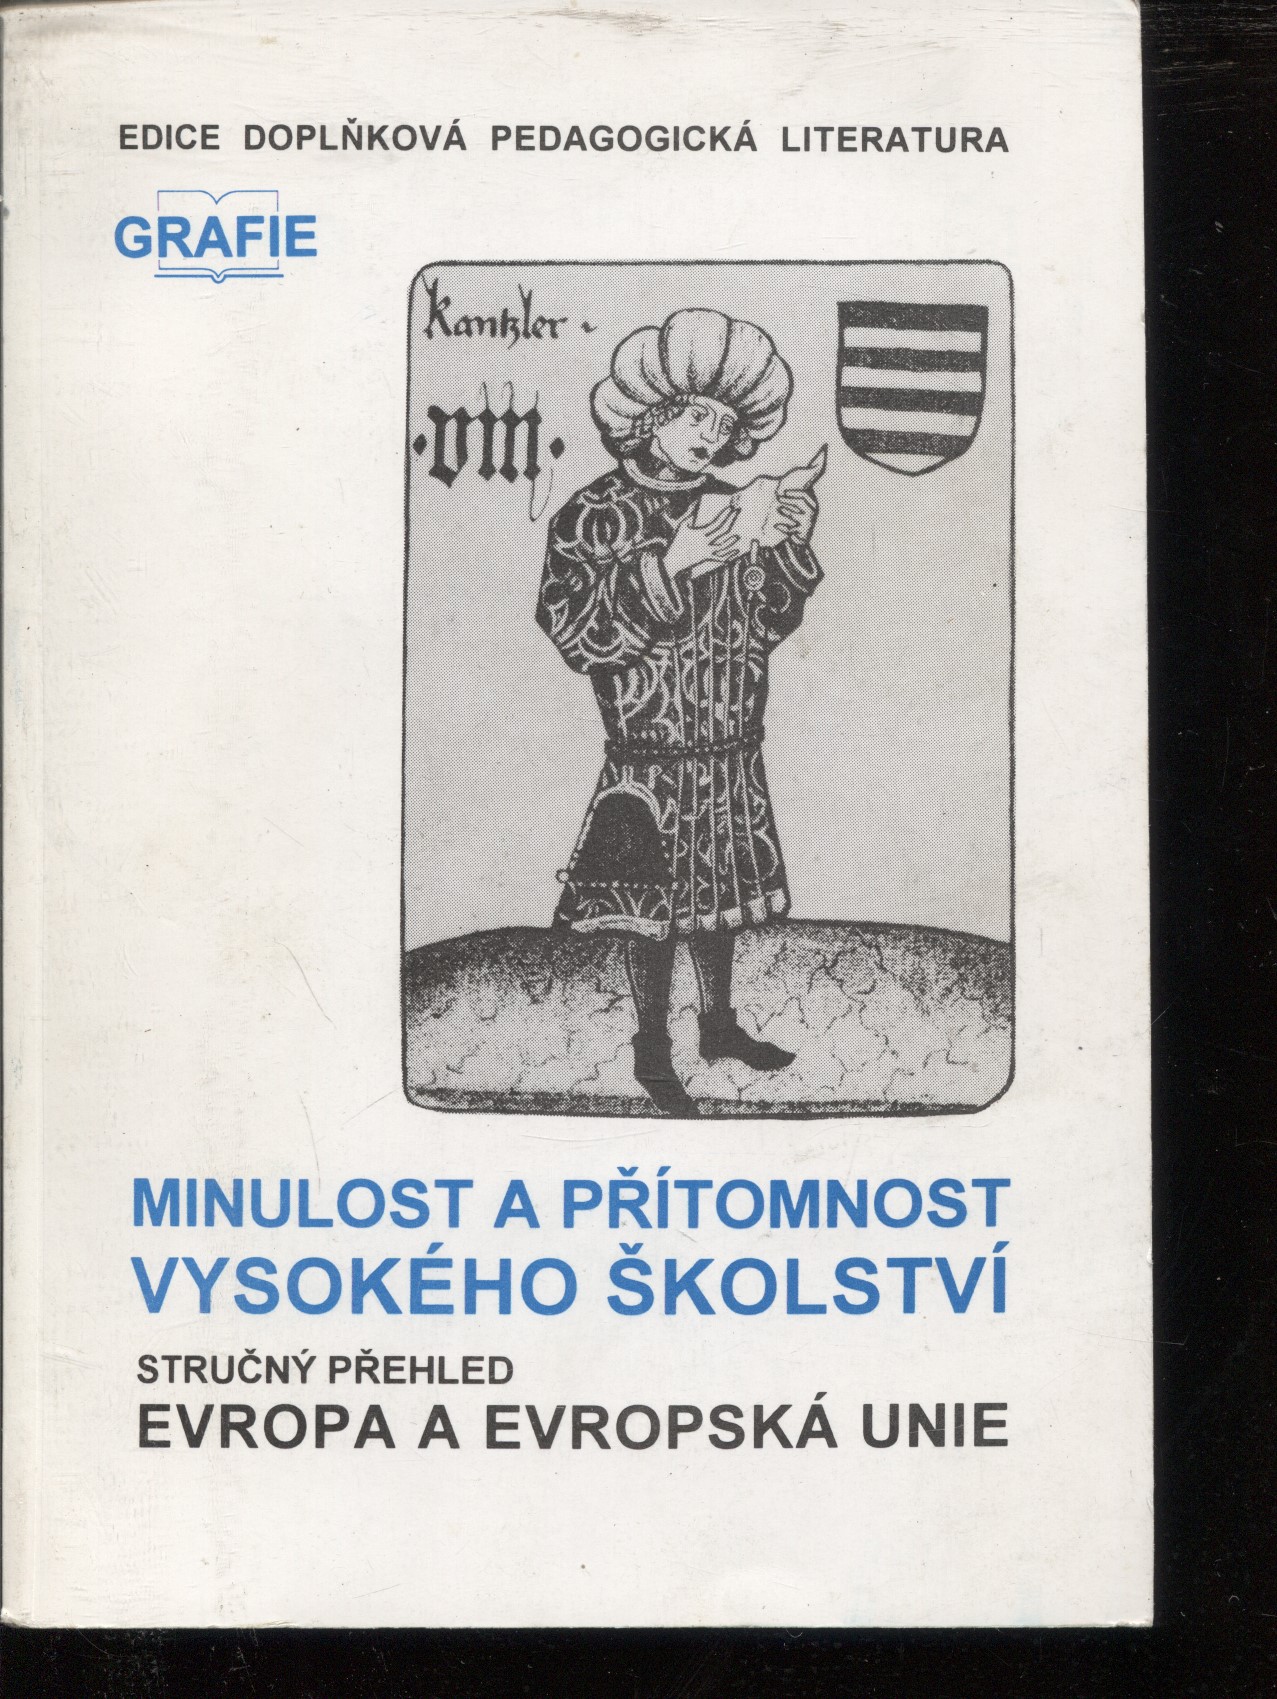 EDICE DOPLŇKOVÁ PEDAGOGICKÁ LITERATURA
GRAFIE
Kantzler
·VIII·
MINULOST A PŘÍTOMNOST
VYSOKÉHO ŠKOLSTVÍ
STRUČNÝ PŘEHLED
EVROPA A EVROPSKÁ UNIE